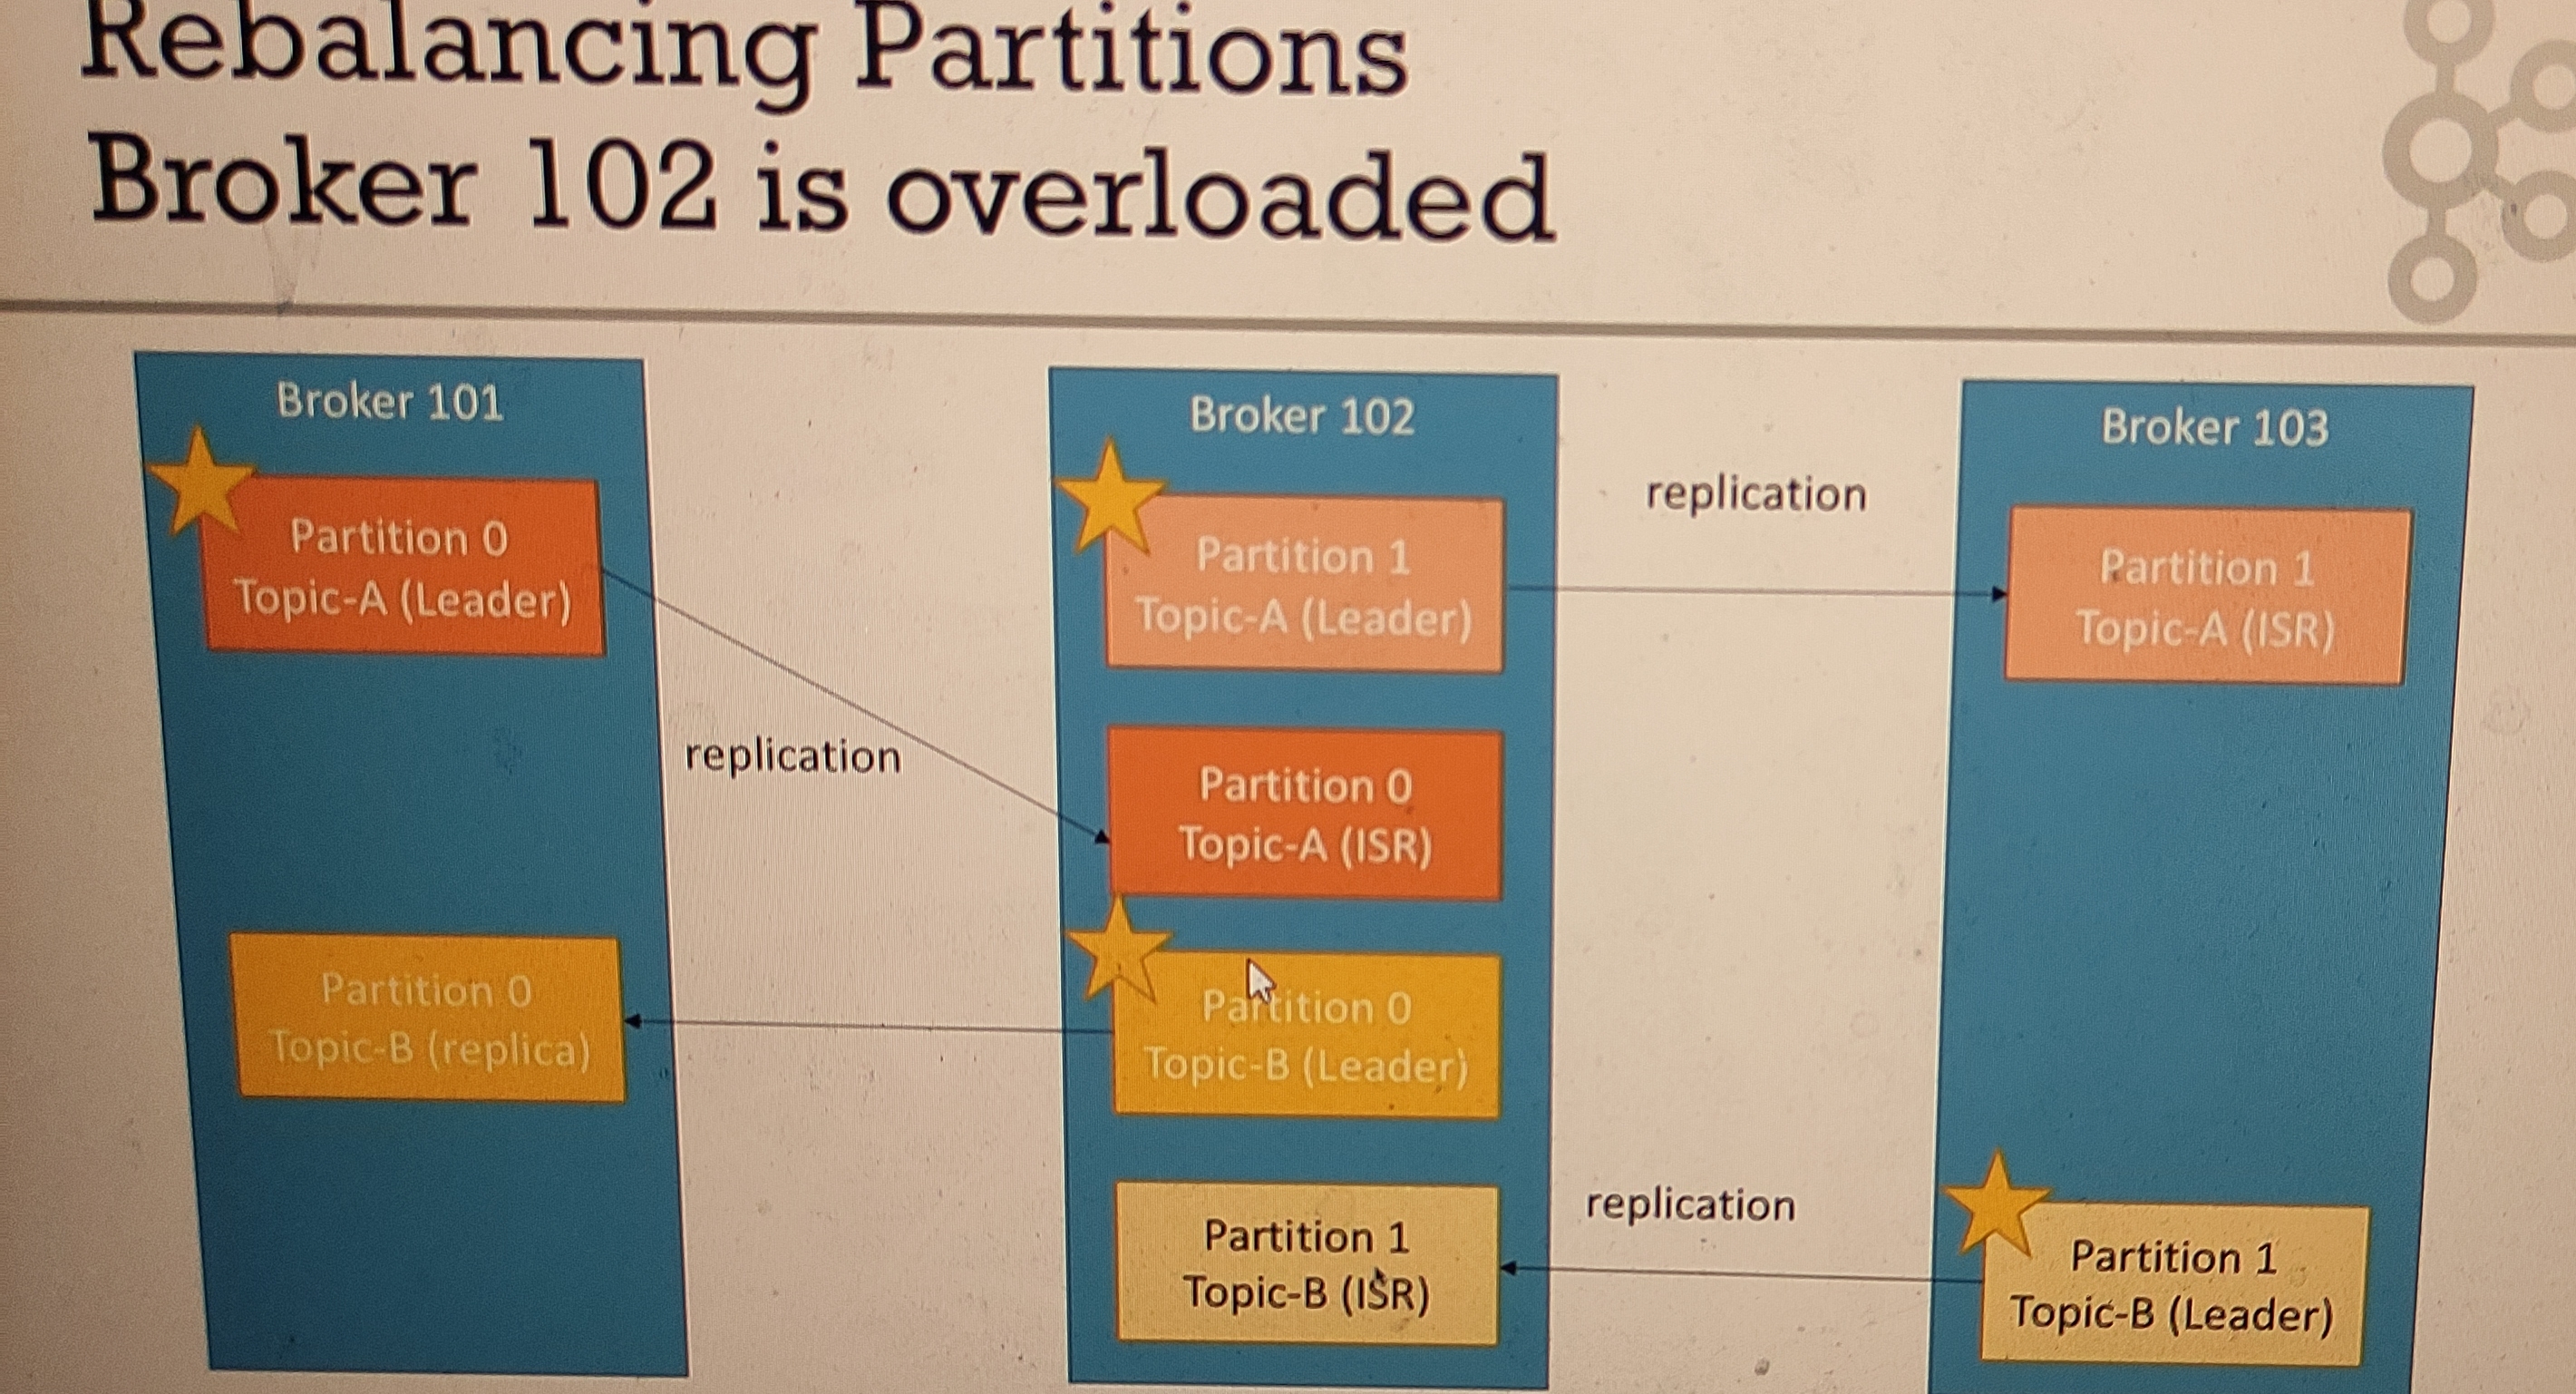 Rebalancing Partitions
Broker 102 is overloaded
Broker 101
Partition 0
Topic-A (Leader)
replication
Partition 0
Topic-B (replica)
Broker 102
Partition 1
Topic-A (Leader)
Partition 0
Topic-A (ISR)
Partition 0
Topic-B (Leader)
Partition 1
Topic-B (ISR)
replication
replication
Broker 103
Partition 1
Topic-A (ISR)
Partition 1
Topic-B (Leader)